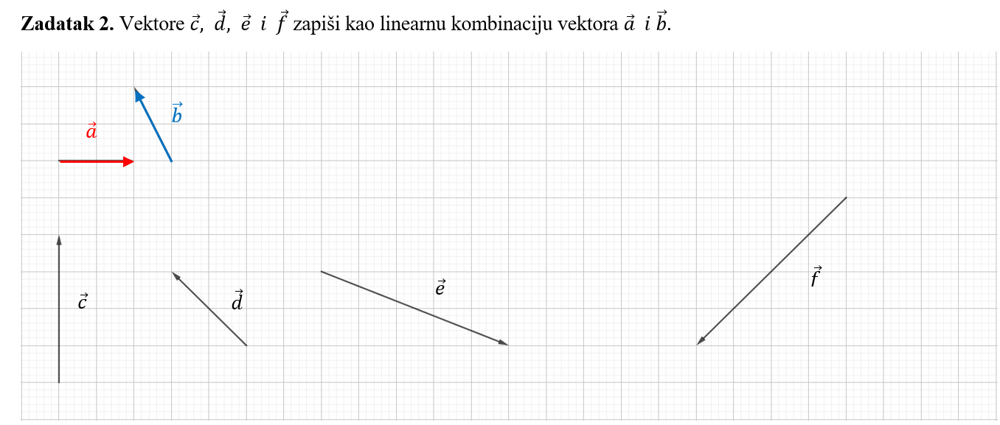 Zadatak 2. Vektore c⃗, d⃗, e⃗ i f⃗ zapiši kao linearnu kombinaciju vektora a⃗ i b⃗.
b⃗
a⃗
f⃗
e⃗
c⃗
d⃗